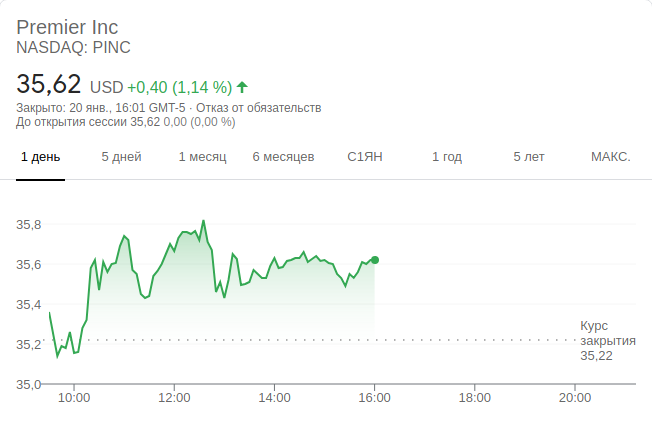 Premier Inc
NASDAQ: PINC
35,62 USD +0,40 (1,14 %)
Закрыто: 20 янв., 16:01 GMT-5 · Отказ от обязательств
До открытия сессии 35,62 0,00 (0,00 %)
1 день 5 дней 1 месяц 6 месяцев С1ЯН 1 год 5 лет МАКС.
35,8
35,6
35,4
35,2
35,0
Курс
закрытия
35,22
10:00 12:00 14:00 16:00 18:00 20:00